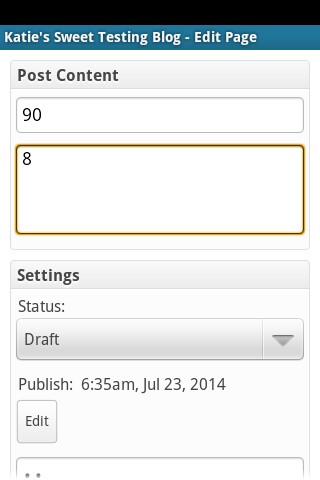 Katie's Sweet Testing Blog - Edit Page
Post Content
90
8
Settings
Status:
Draft
Publish: 6:35am, Jul 23, 2014
Edit